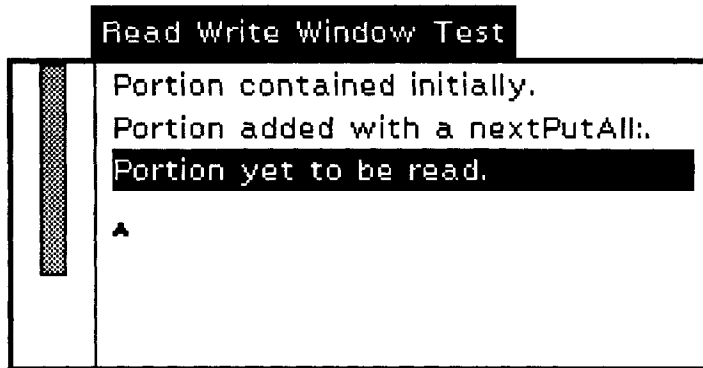 Read Write Window Test
Portion contained initially.
Portion added with a nextPutAll:.
Portion yet to be read.